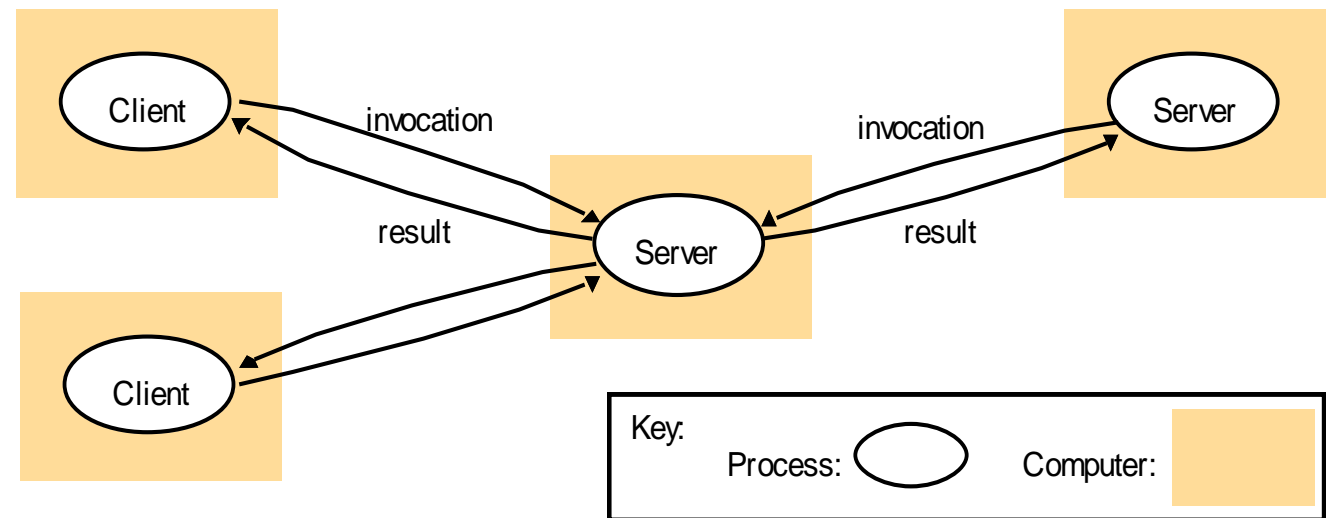 Client
invocation
invocation
Server
result
Server
result
Client
Key:
Process:
Computer: